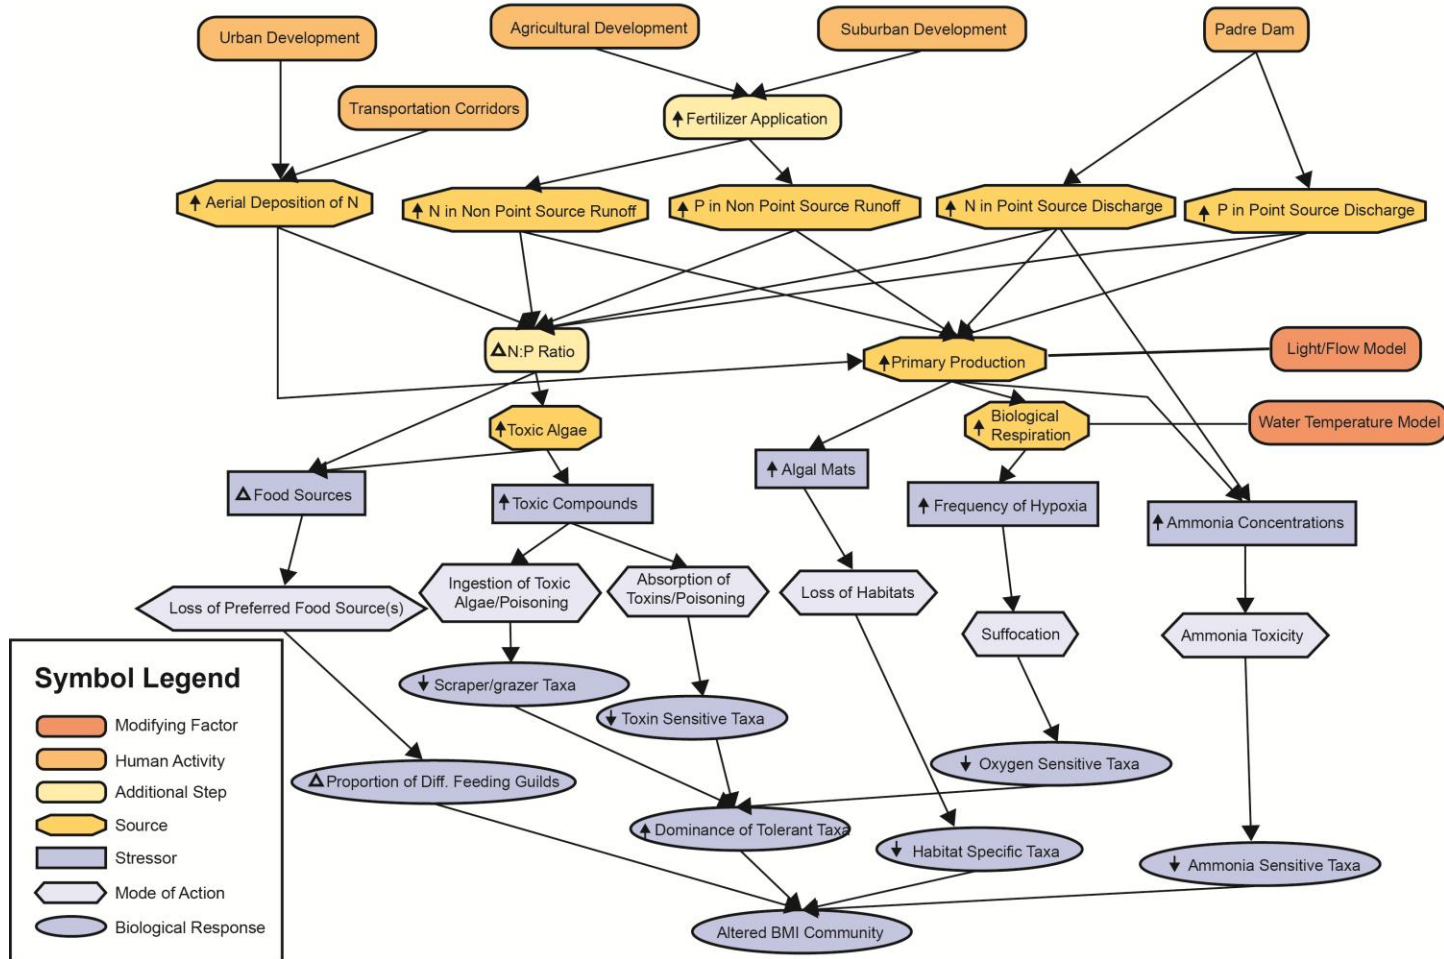 Urban Development
Agricultural Development
Suburban Development
Padre Dam
Transportation Corridors
↑ Fertilizer Application
↑ Aerial Deposition of N
↑ N in Non Point Source Runoff
↑ P in Non Point Source Runoff
↑ N in Point Source Discharge
↑ P in Point Source Discharge
Δ N:P Ratio
↑ Primary Production
Light/Flow Model
↑ Toxic Algae
↑ Biological
Respiration
Water Temperature Model
Δ Food Sources
↑ Toxic Compounds
↑ Algal Mats
↑ Frequency of Hypoxia
↑ Ammonia Concentrations
Loss of Preferred Food Source(s)
Ingestion of Toxic
Algae/Poisoning
Absorption of
Toxins/Poisoning
Loss of Habitats
Suffocation
Ammonia Toxicity
↓ Scraper/grazer Taxa
↓ Toxin Sensitive Taxa
Δ Proportion of Diff. Feeding Guilds
↓ Oxygen Sensitive Taxa
↑ Dominance of Tolerant Taxa
↓ Habitat Specific Taxa
↓ Ammonia Sensitive Taxa
Altered BMI Community
Symbol Legend
Modifying Factor
Human Activity
Additional Step
Source
Stressor
Mode of Action
Biological Response